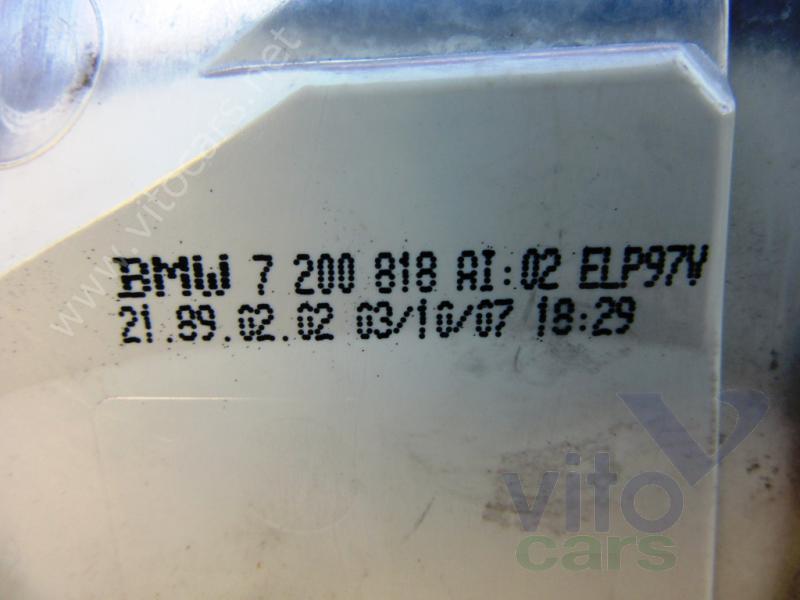 www.vitocars.net
BMW 7 200 818 AI:02 ELP97V
21.89.02.02 03/10/07 18:29
vito
cars